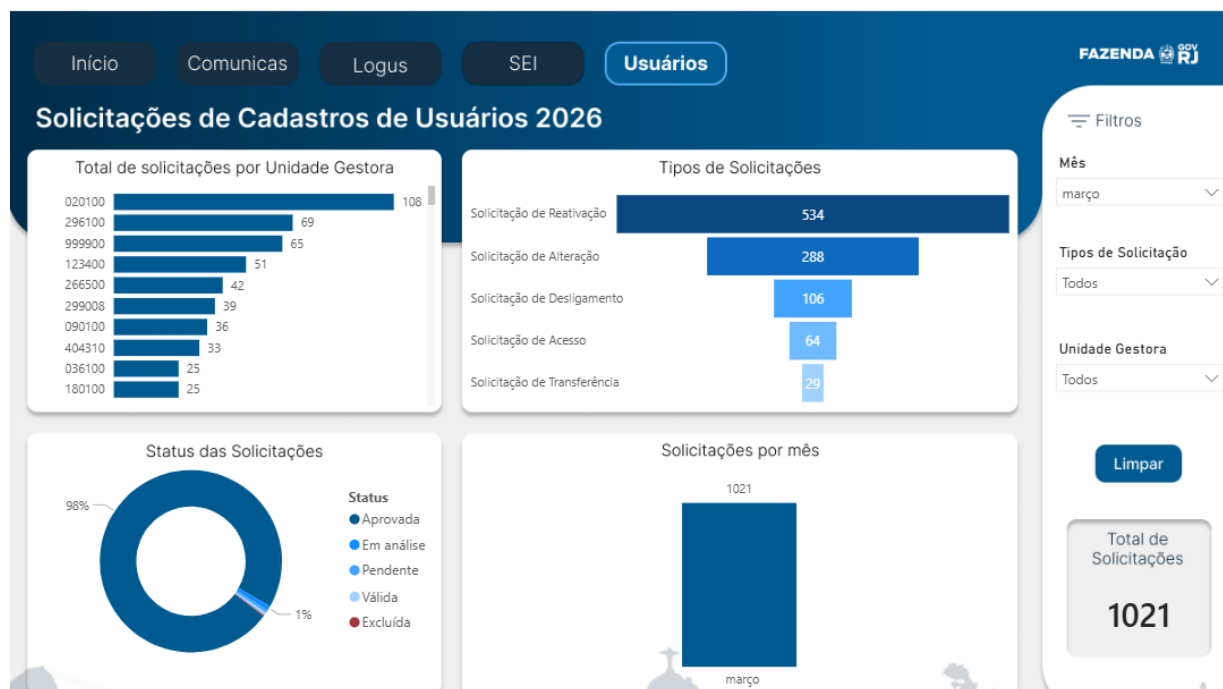 Início
Comunicas
Logus
SEI
Usuários
FAZENDA GOV RJ
Solicitações de Cadastros de Usuários 2026
Total de solicitações por Unidade Gestora
020100 108
296100 69
999900 65
123400 51
266500 42
299008 39
090100 36
404310 33
036100 25
180100 25
Tipos de Solicitações
Solicitação de Reativação 534
Solicitação de Alteração 288
Solicitação de Desligamento 106
Solicitação de Acesso 64
Solicitação de Transferência 29
Status das Solicitações
98%
1%
Status
Aprovada
Em análise
Pendente
Válida
Excluída
Solicitações por mês
1021
março
Filtros
Mês
março
Tipos de Solicitação
Todos
Unidade Gestora
Todos
Limpar
Total de
Solicitações
1021